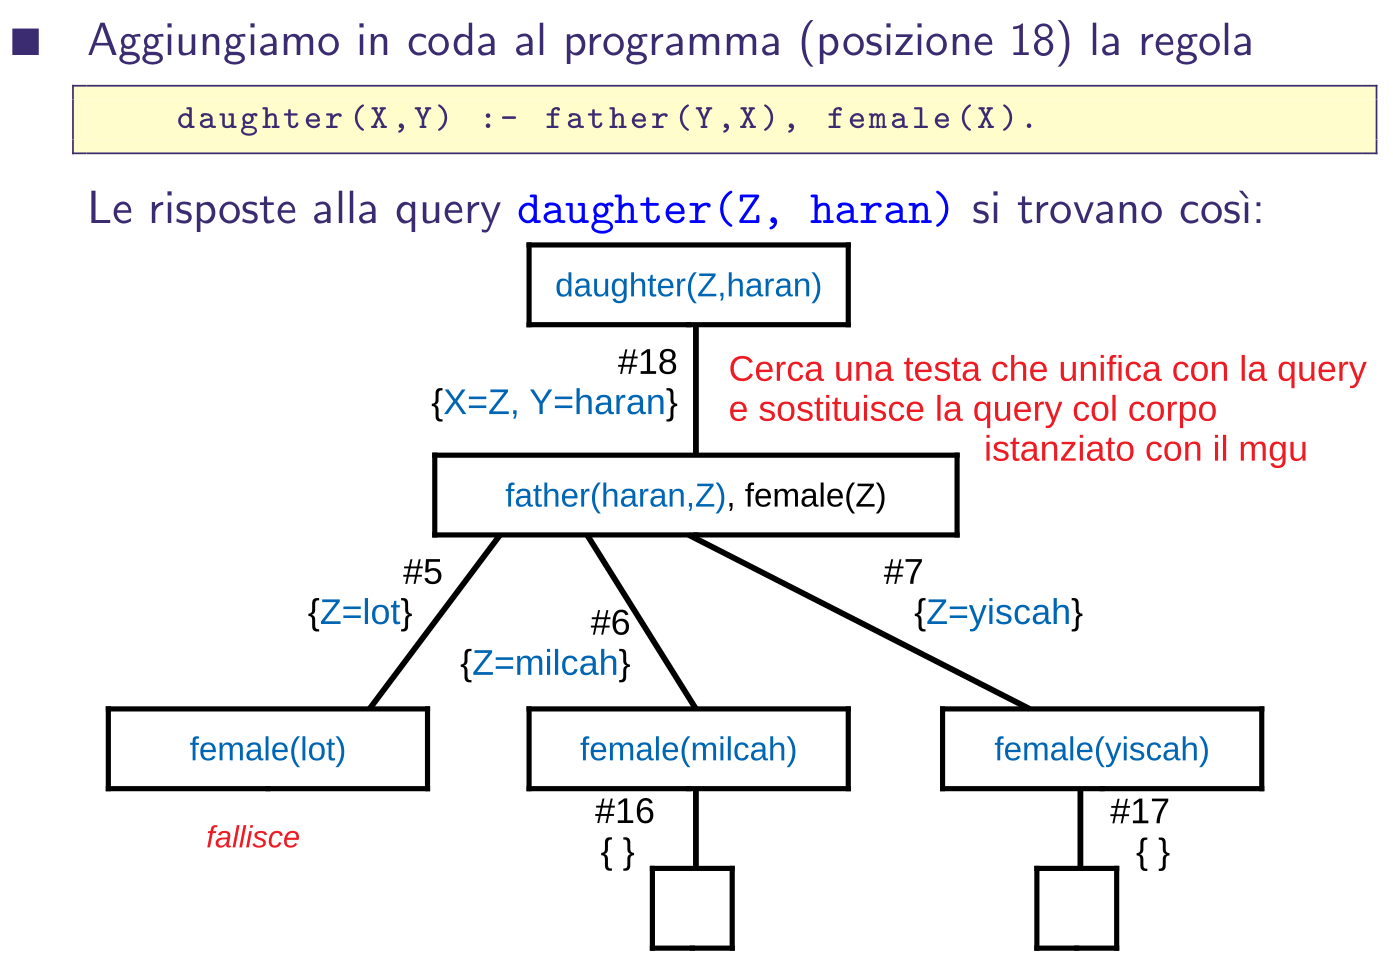 Aggiungiamo in coda al programma (posizione 18) la regola
daughter(X,Y) :- father(Y,X), female(X).
Le risposte alla query daughter(Z, haran) si trovano così:
daughter(Z,haran)
#18
{X=Z, Y=haran}
Cerca una testa che unifica con la query
e sostituisce la query col corpo
istanziato con il mgu
father(haran,Z), female(Z)
#5
{Z=lot}
#6
{Z=milcah}
#7
{Z=yiscah}
female(lot)
female(milcah)
female(yiscah)
fallisce
#16
{ }
#17
{ }